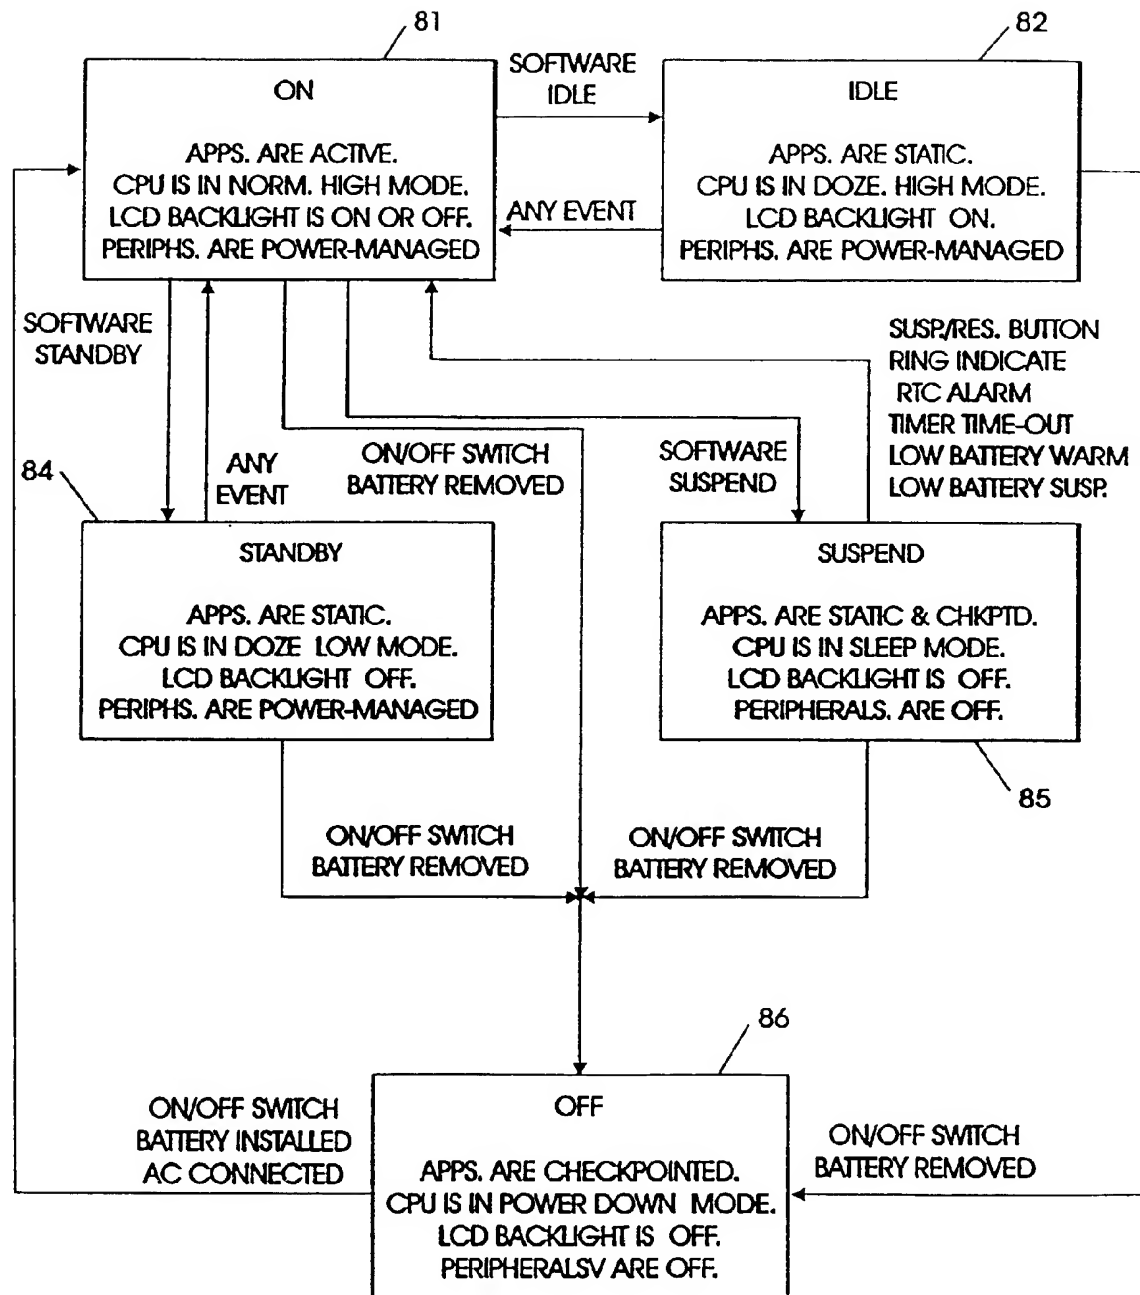 81
82
ON
APPS. ARE ACTIVE.
CPU IS IN NORM. HIGH MODE.
LCD BACKLIGHT IS ON OR OFF.
PERIPHS. ARE POWER-MANAGED
SOFTWARE
IDLE
ANY EVENT
IDLE
APPS. ARE STATIC.
CPU IS IN DOZE. HIGH MODE.
LCD BACKLIGHT ON.
PERIPHS. ARE POWER-MANAGED
SOFTWARE
STANDBY
84
ANY
EVENT
ON/OFF SWITCH
BATTERY REMOVED
SOFTWARE
SUSPEND
SUSP./RES. BUTTON
RING INDICATE
RTC ALARM
TIMER TIME-OUT
LOW BATTERY WARM
LOW BATTERY SUSP.
STANDBY
APPS. ARE STATIC.
CPU IS IN DOZE LOW MODE.
LCD BACKLIGHT OFF.
PERIPHS. ARE POWER-MANAGED
SUSPEND
APPS. ARE STATIC & CHKPTD.
CPU IS IN SLEEP MODE.
LCD BACKLIGHT IS OFF.
PERIPHERALS. ARE OFF.
85
ON/OFF SWITCH
BATTERY REMOVED
ON/OFF SWITCH
BATTERY REMOVED
86
ON/OFF SWITCH
BATTERY INSTALLED
AC CONNECTED
OFF
APPS. ARE CHECKPOINTED.
CPU IS IN POWER DOWN MODE.
LCD BACKLIGHT IS OFF.
PERIPHERALSV ARE OFF.
ON/OFF SWITCH
BATTERY REMOVED